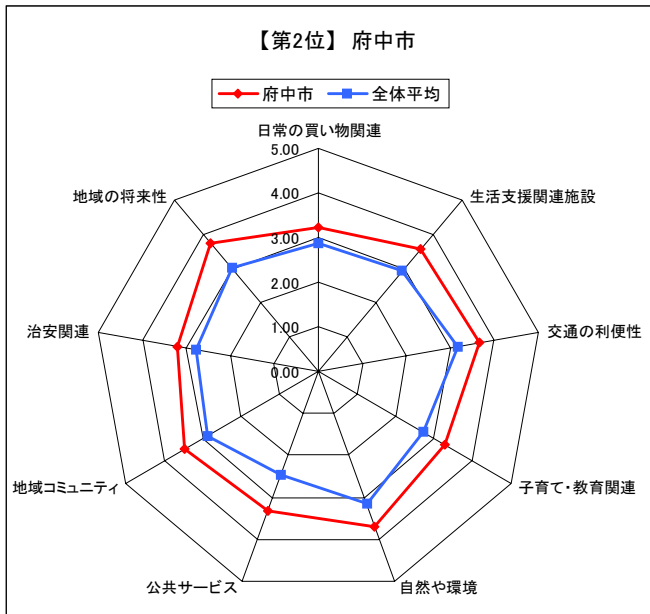 【第2位】 府中市
府中市
全体平均
日常の買い物関連
生活支援関連施設
交通の利便性
子育て・教育関連
自然や環境
公共サービス
地域コミュニティ
治安関連
地域の将来性
5.00
4.00
3.00
2.00
1.00
0.00